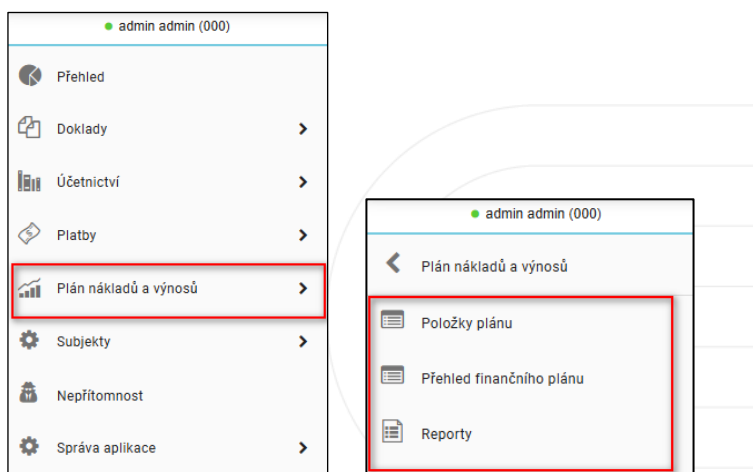 admin admin (000)
Přehled
Doklady
Účetnictví
Platby
Plán nákladů a výnosů
Subjekty
Nepřítomnost
Správa aplikace
admin admin (000)
Plán nákladů a výnosů
Položky plánu
Přehled finančního plánu
Reporty